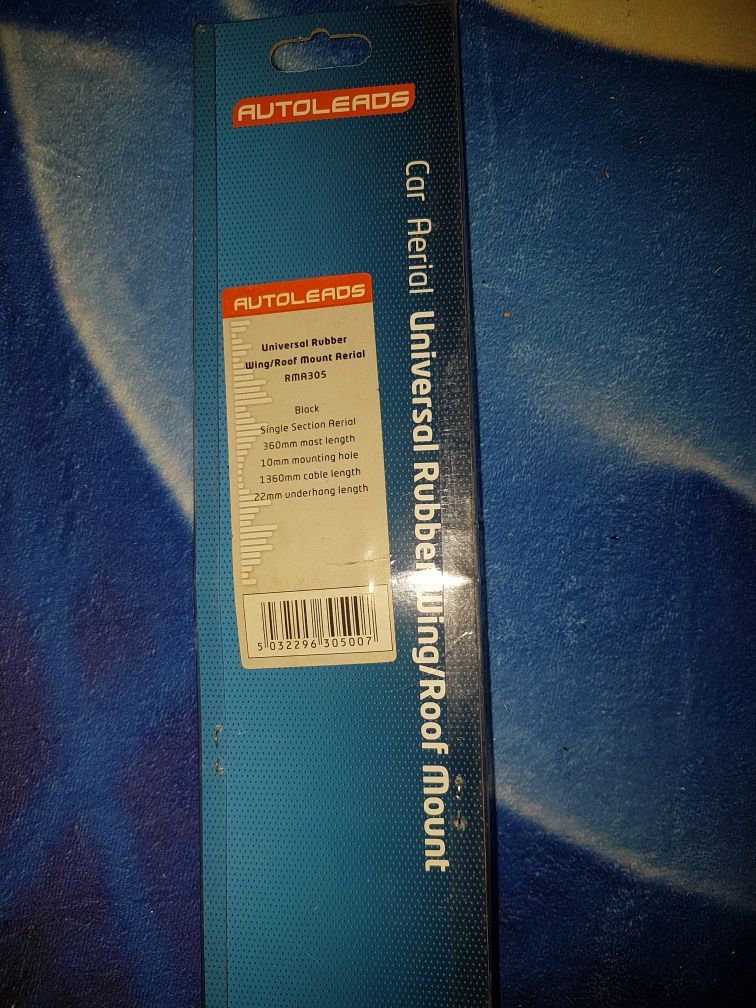 AUTOLEADS
Car Aerial Universal Rubber Wing/Roof Mount
AUTOLEADS
Universal Rubber
Wing/Roof Mount Aerial
RMA305
Black
Single Section Aerial
360mm mast length
10mm mounting hole
1360mm cable length
22mm underhang length
5 032296 305007